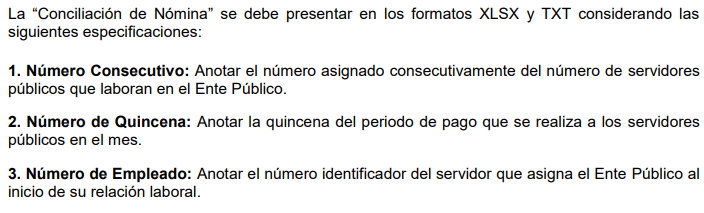 La “Conciliación de Nómina” se debe presentar en los formatos XLSX y TXT considerando las
siguientes especificaciones:
1. Número Consecutivo: Anotar el número asignado consecutivamente del número de servidores
públicos que laboran en el Ente Público.
2. Número de Quincena: Anotar la quincena del periodo de pago que se realiza a los servidores
públicos en el mes.
3. Número de Empleado: Anotar el número identificador del servidor que asigna el Ente Público al
inicio de su relación laboral.